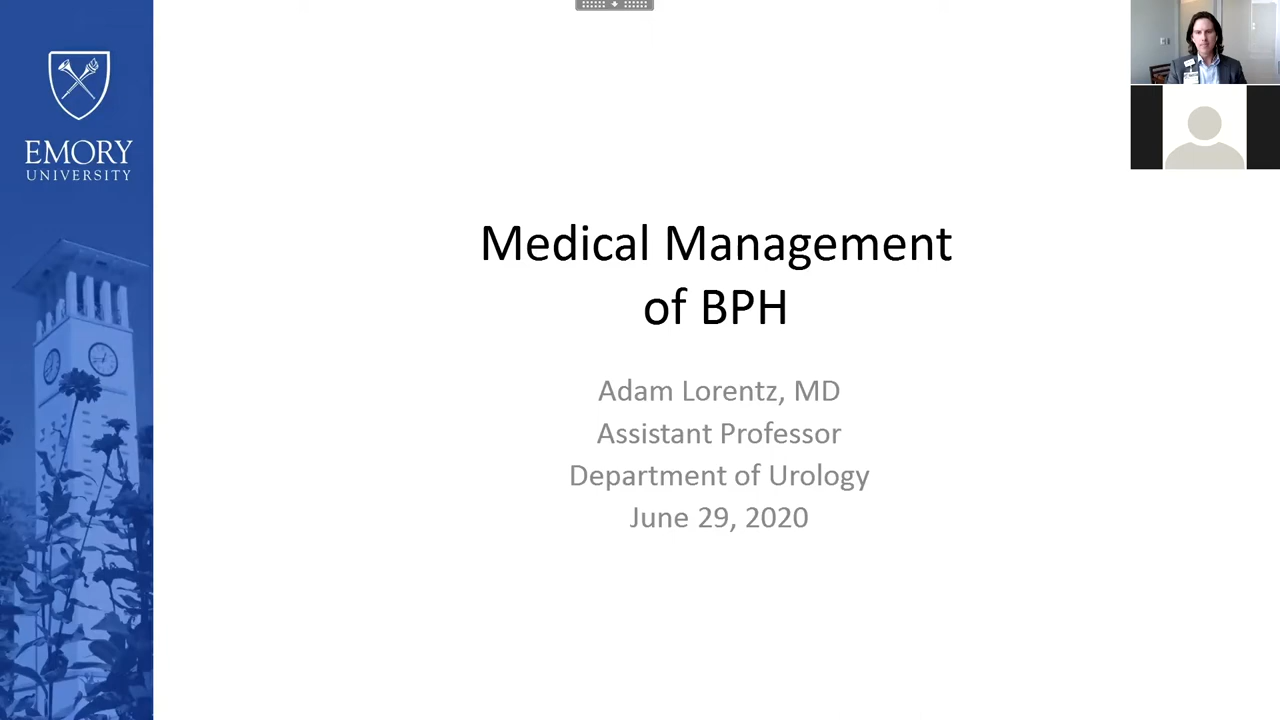 EMORY
UNIVERSITY
Medical Management
of BPH
Adam Lorentz, MD
Assistant Professor
Department of Urology
June 29, 2020